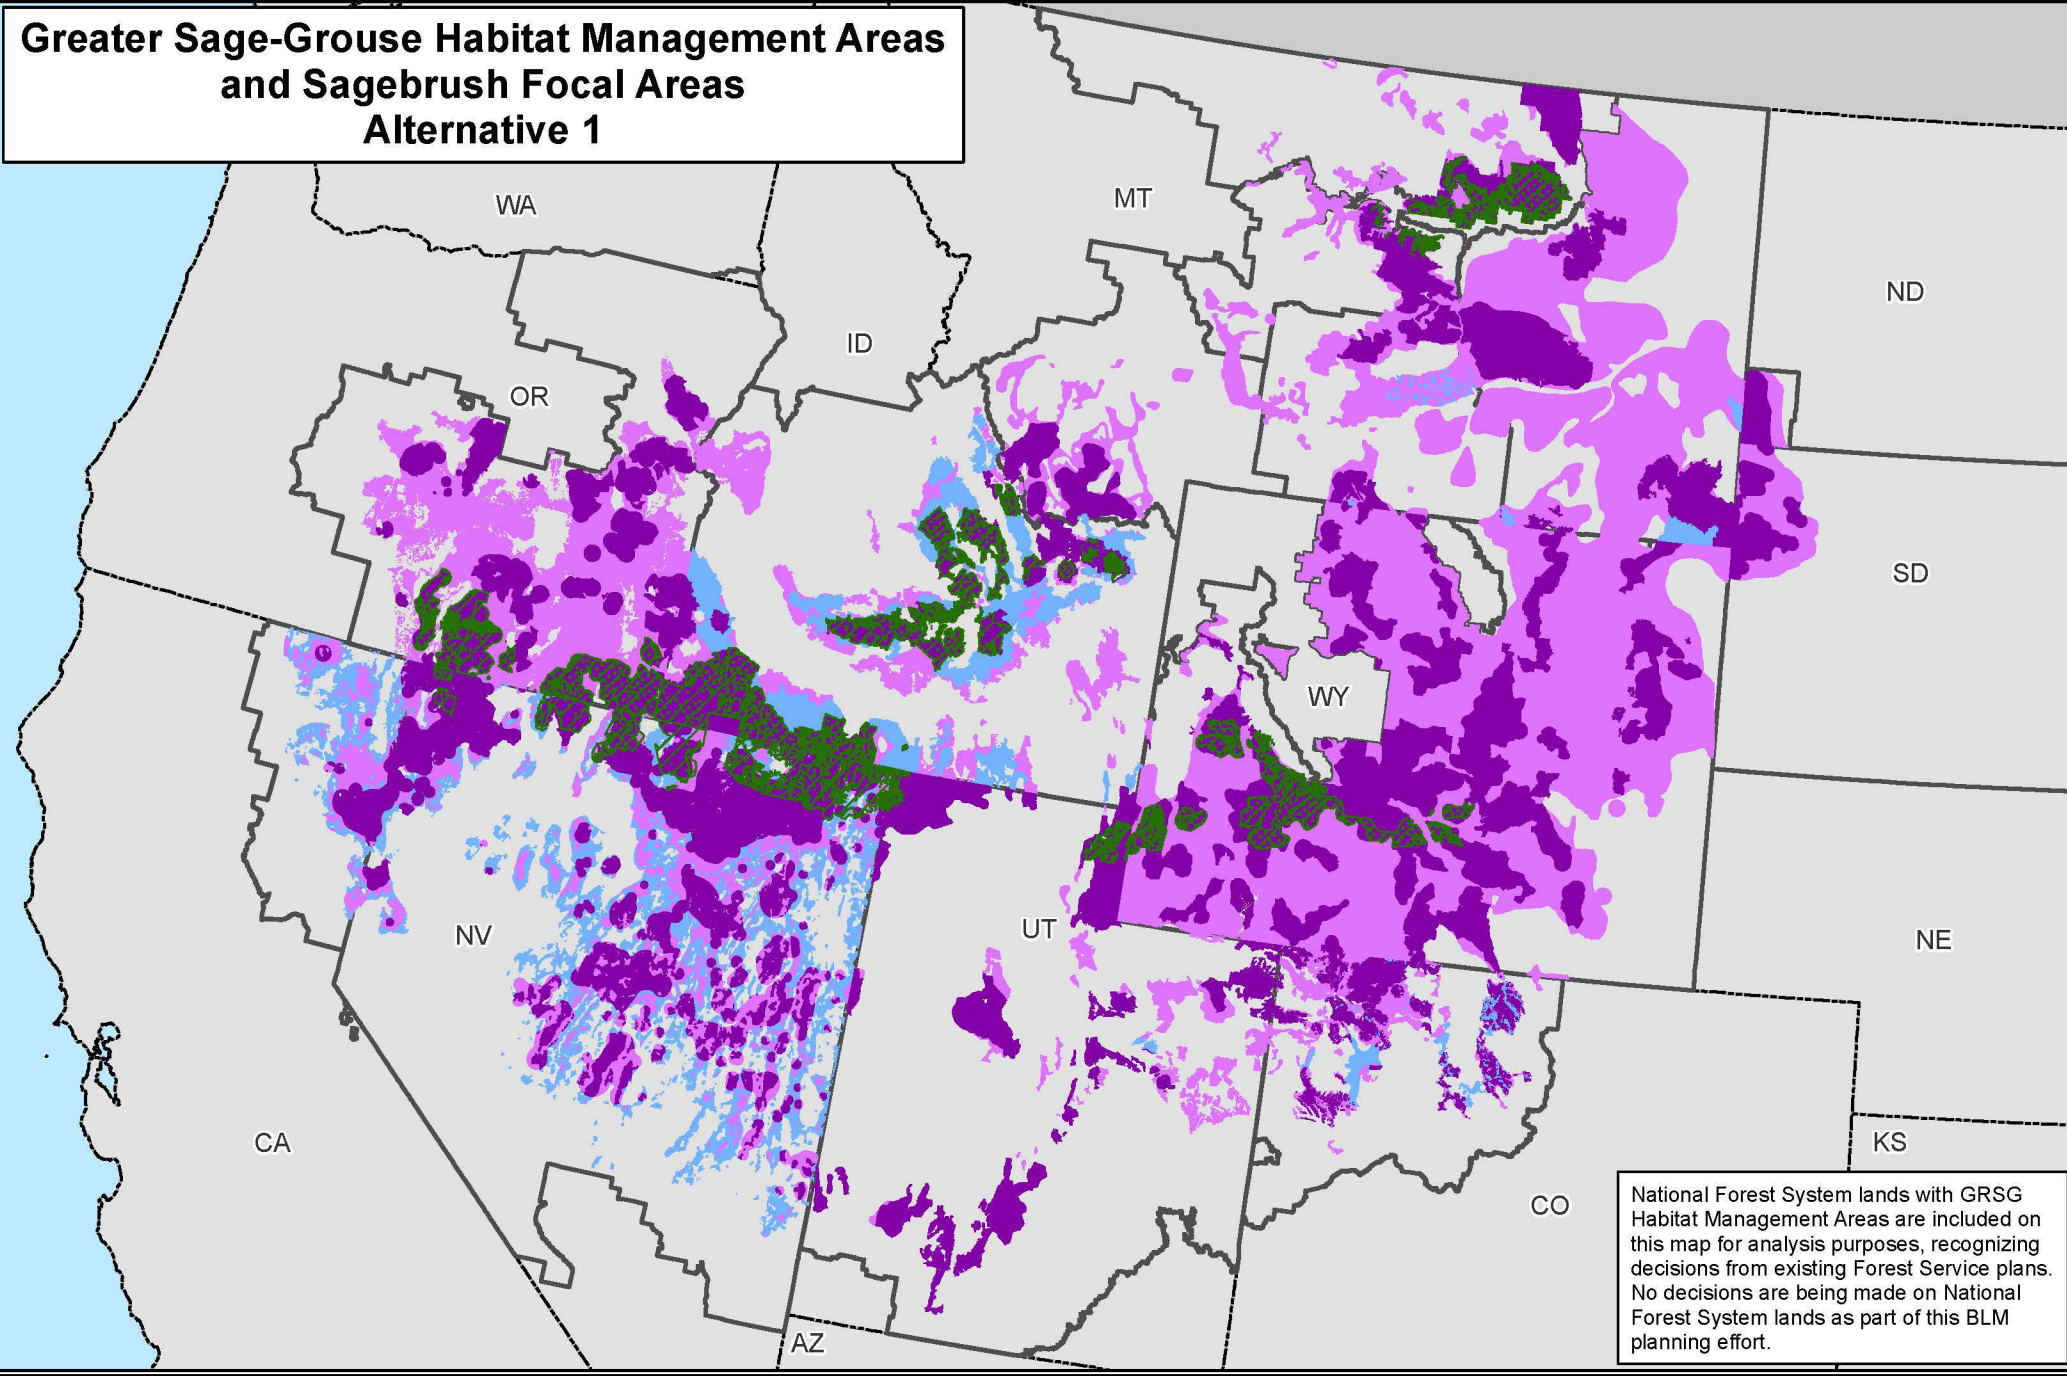 Greater Sage-Grouse Habitat Management Areas
and Sagebrush Focal Areas
Alternative 1
WA
MT
ND
ID
OR
SD
WY
NV
UT
NE
CA
KS
CO
AZ
National Forest System lands with GRSG
Habitat Management Areas are included on
this map for analysis purposes, recognizing
decisions from existing Forest Service plans.
No decisions are being made on National
Forest System lands as part of this BLM
planning effort.